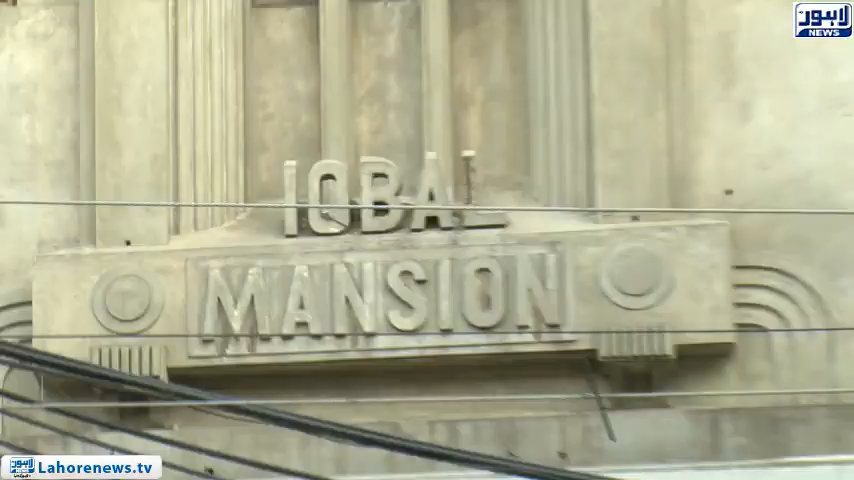 لاہور
NEWS
IQBAL
MANSION
Lahorenews.tv